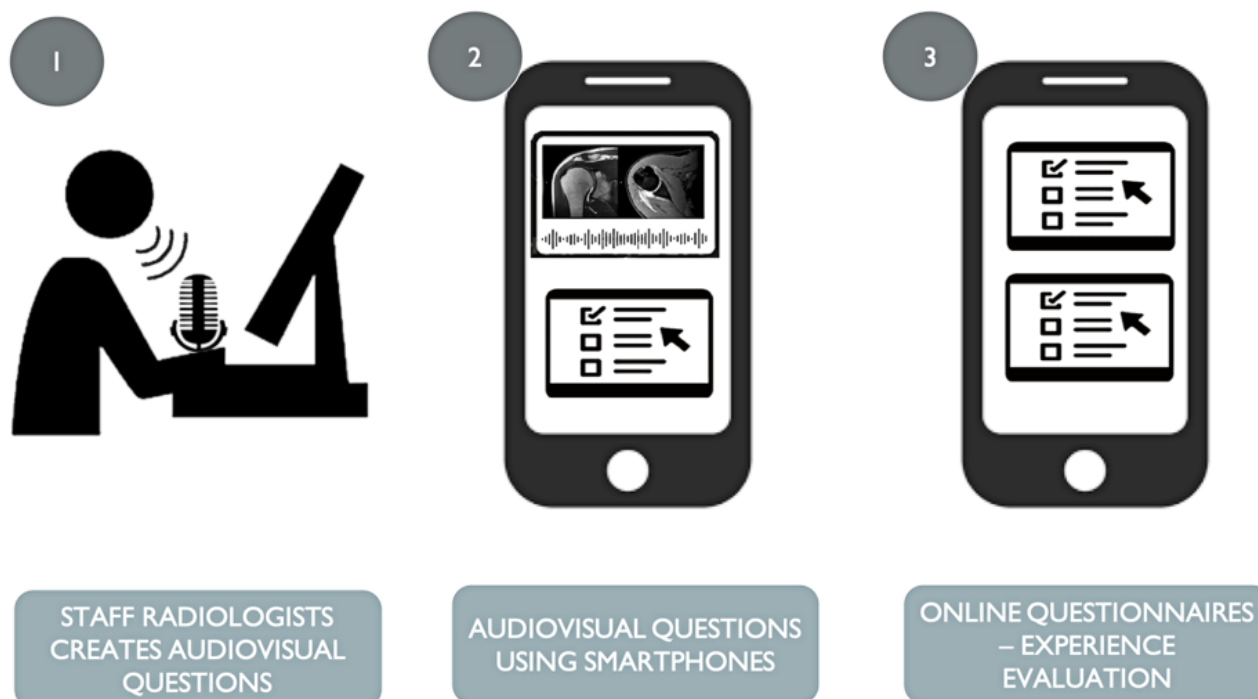 1
2
3
STAFF RADIOLOGISTS
CREATES AUDIOVISUAL
QUESTIONS
AUDIOVISUAL QUESTIONS
USING SMARTPHONES
ONLINE QUESTIONNAIRES
– EXPERIENCE
EVALUATION